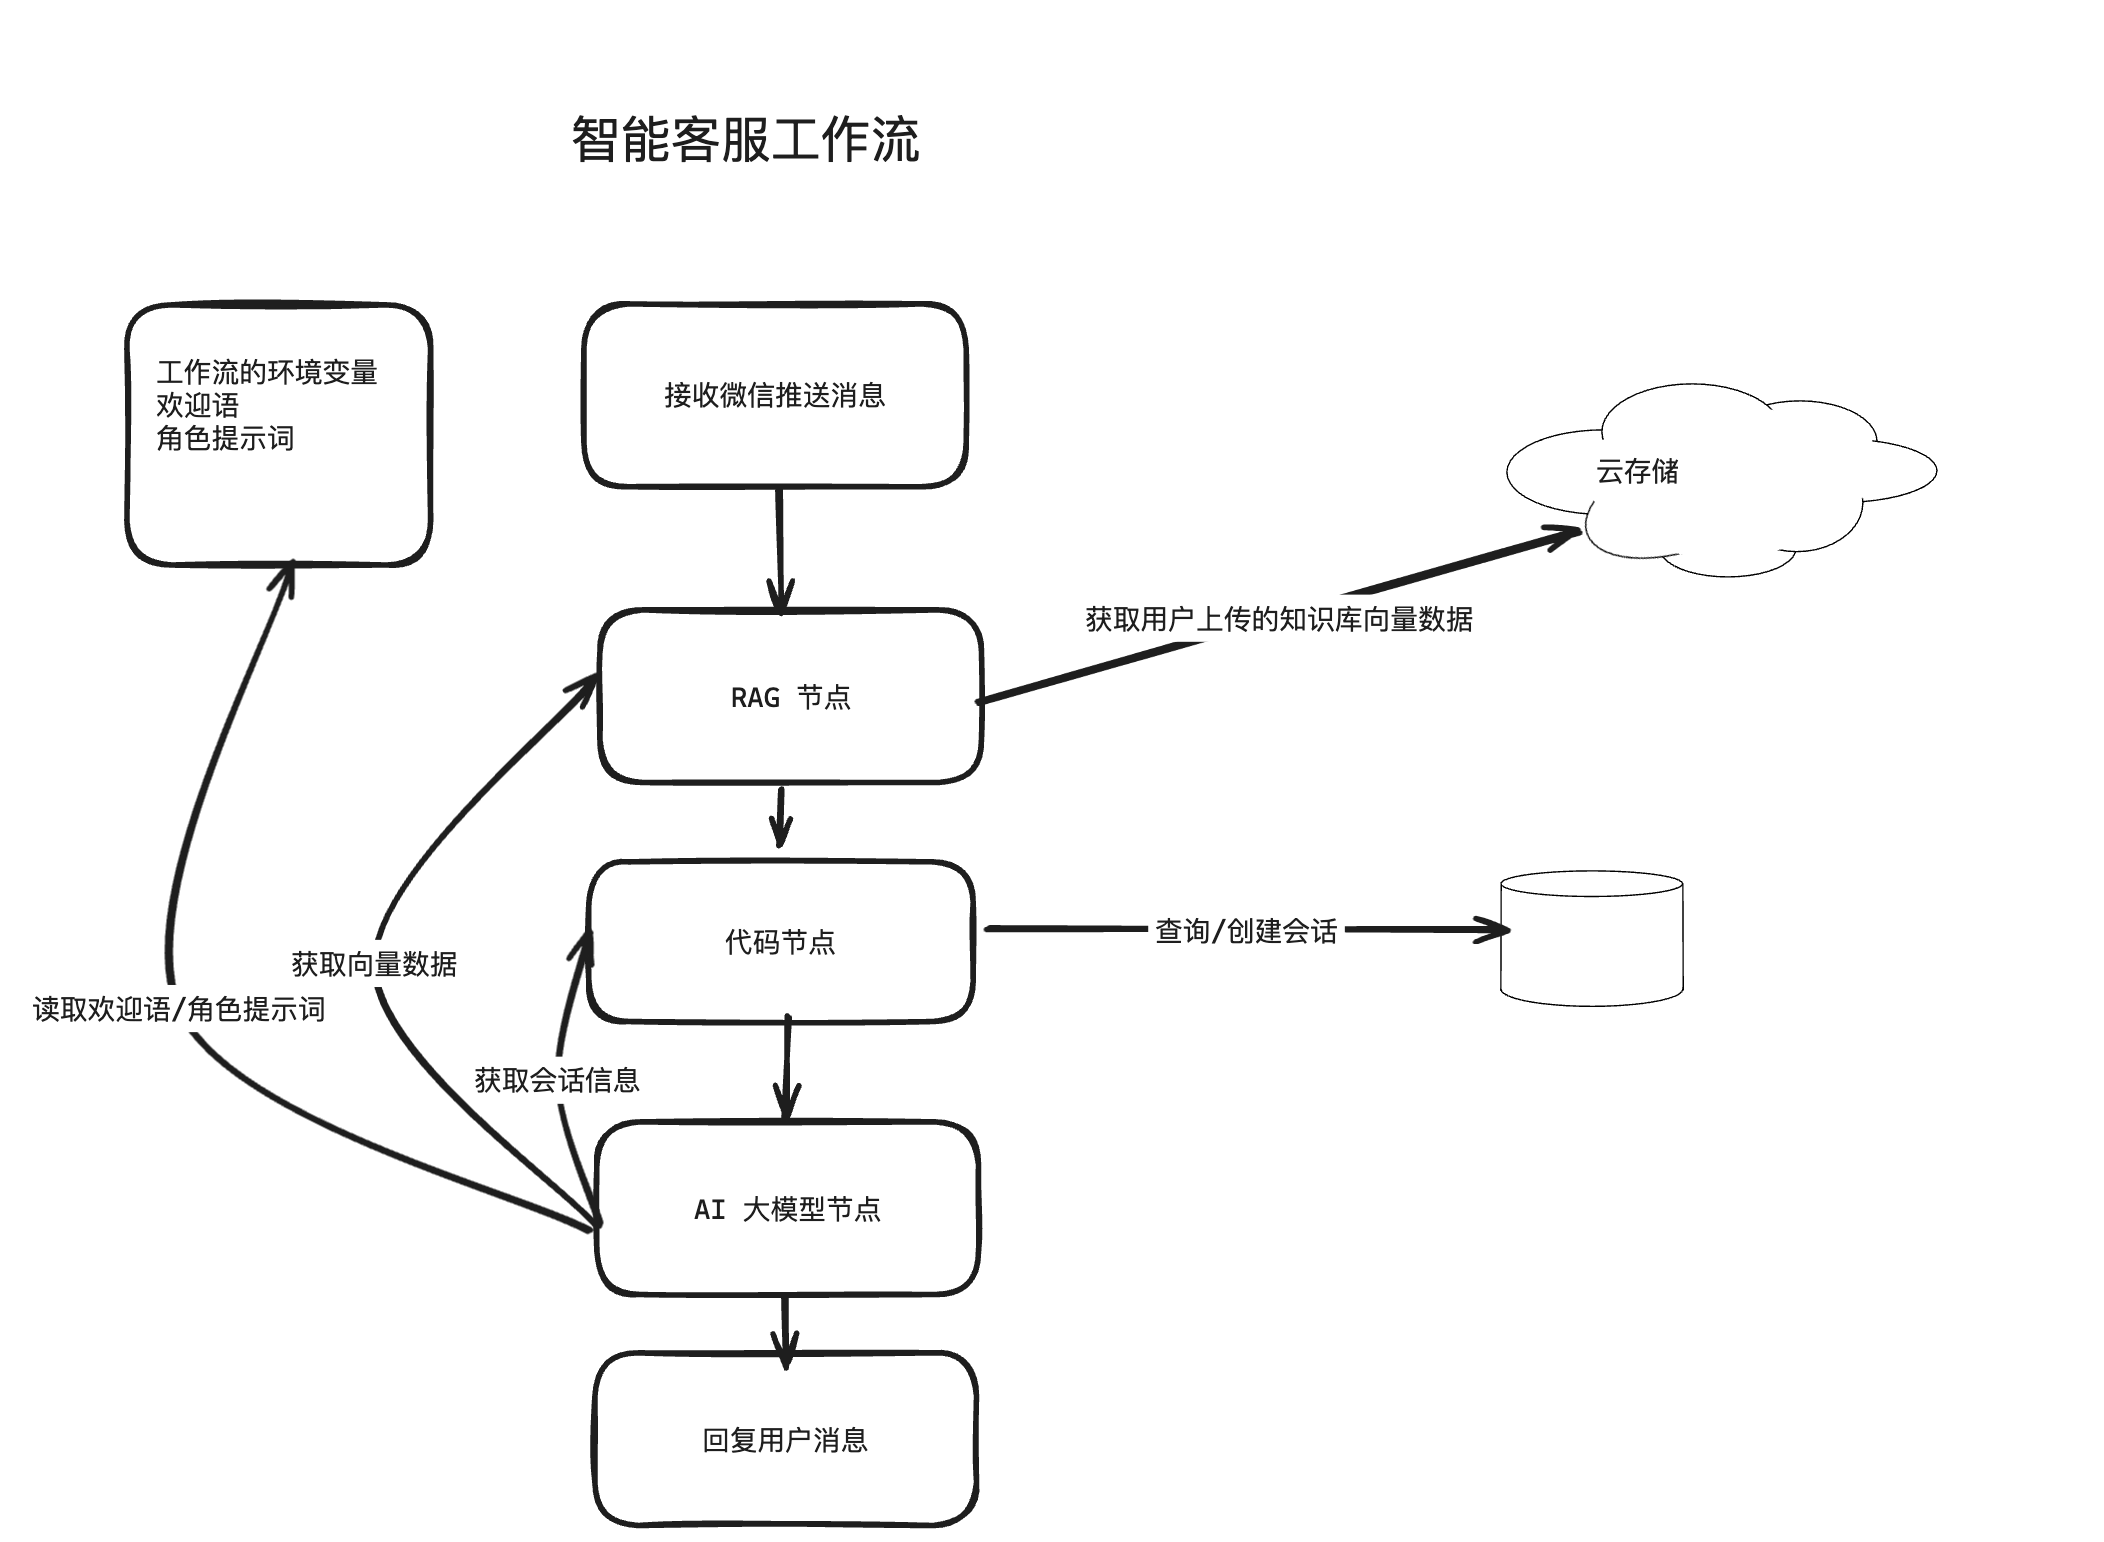 智能客服工作流
工作流的环境变量
欢迎语
角色提示词
接收微信推送消息
云存储
获取用户上传的知识库向量数据
RAG 节点
代码节点
查询/创建会话
获取向量数据
读取欢迎语/角色提示词
获取会话信息
AI 大模型节点
回复用户消息